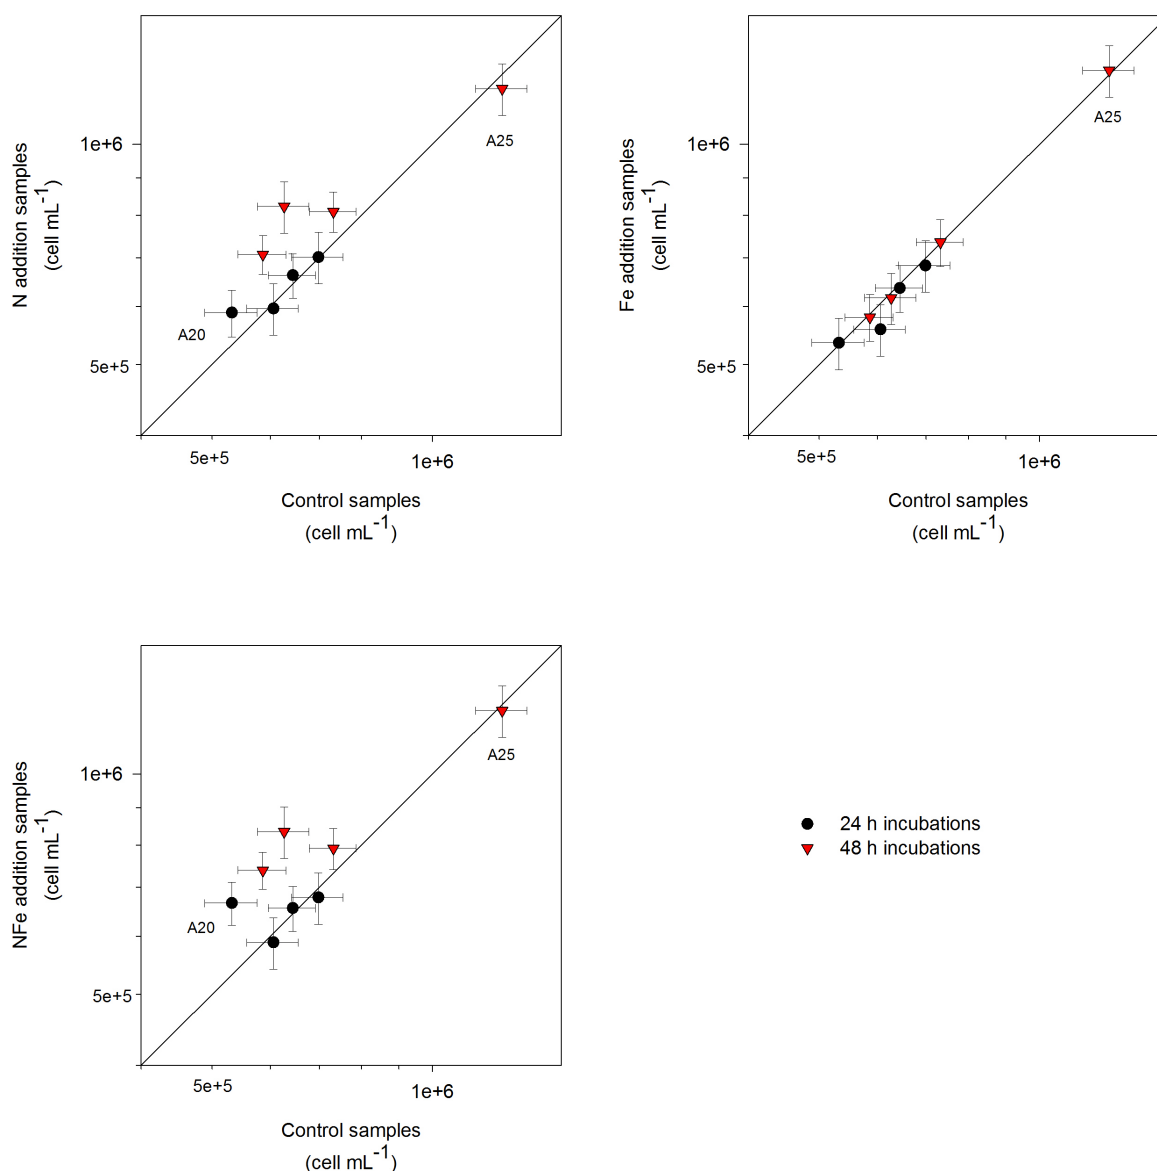 N addition samples
(cell mL-1)
1e+6
5e+5
A25
A20
5e+5
1e+6
Control samples
(cell mL-1)
Fe addition samples
(cell mL-1)
1e+6
5e+5
A25
5e+5
1e+6
Control samples
(cell mL-1)
NFe addition samples
(cell mL-1)
1e+6
5e+5
A25
A20
5e+5
1e+6
Control samples
(cell mL-1)
24 h incubations
48 h incubations